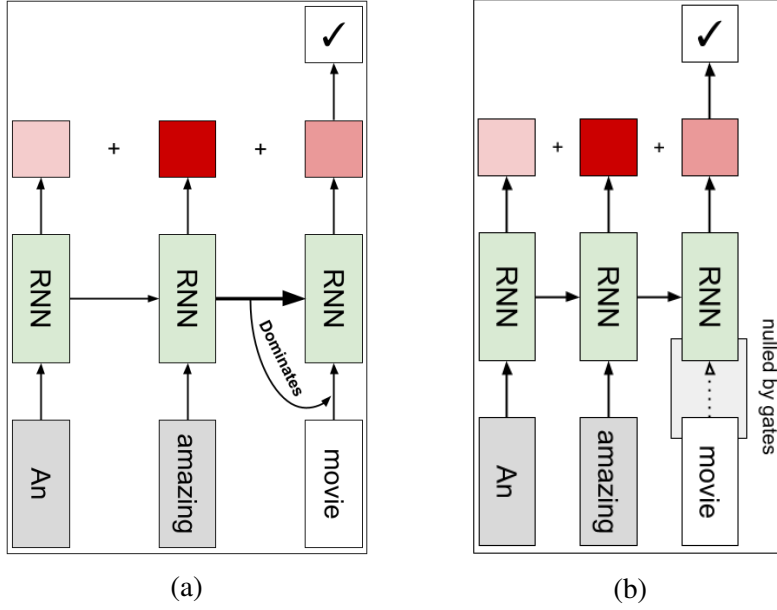 ✓
+ +
RNN RNN RNN
Dominates
An amazing movie
(a)
✓
+ +
RNN RNN RNN
nulled by gates
An amazing movie
(b)